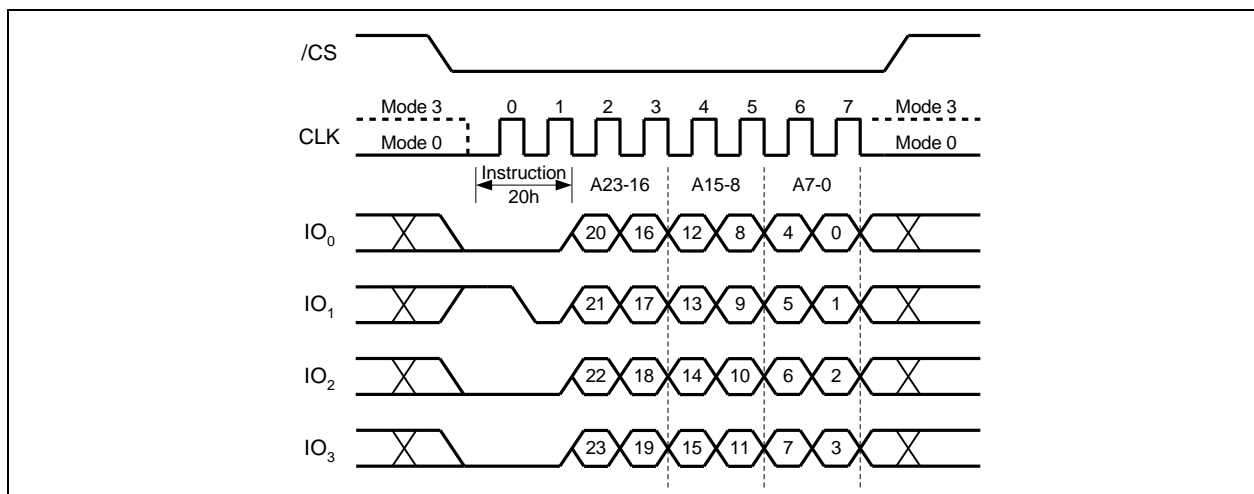 /CS
Mode 3 0 1 2 3 4 5 6 7 Mode 3
CLK
Mode 0 Mode 0
Instruction
20h
A23-16 A15-8 A7-0
IO0 20 16 12 8 4 0
IO1 21 17 13 9 5 1
IO2 22 18 14 10 6 2
IO3 23 19 15 11 7 3